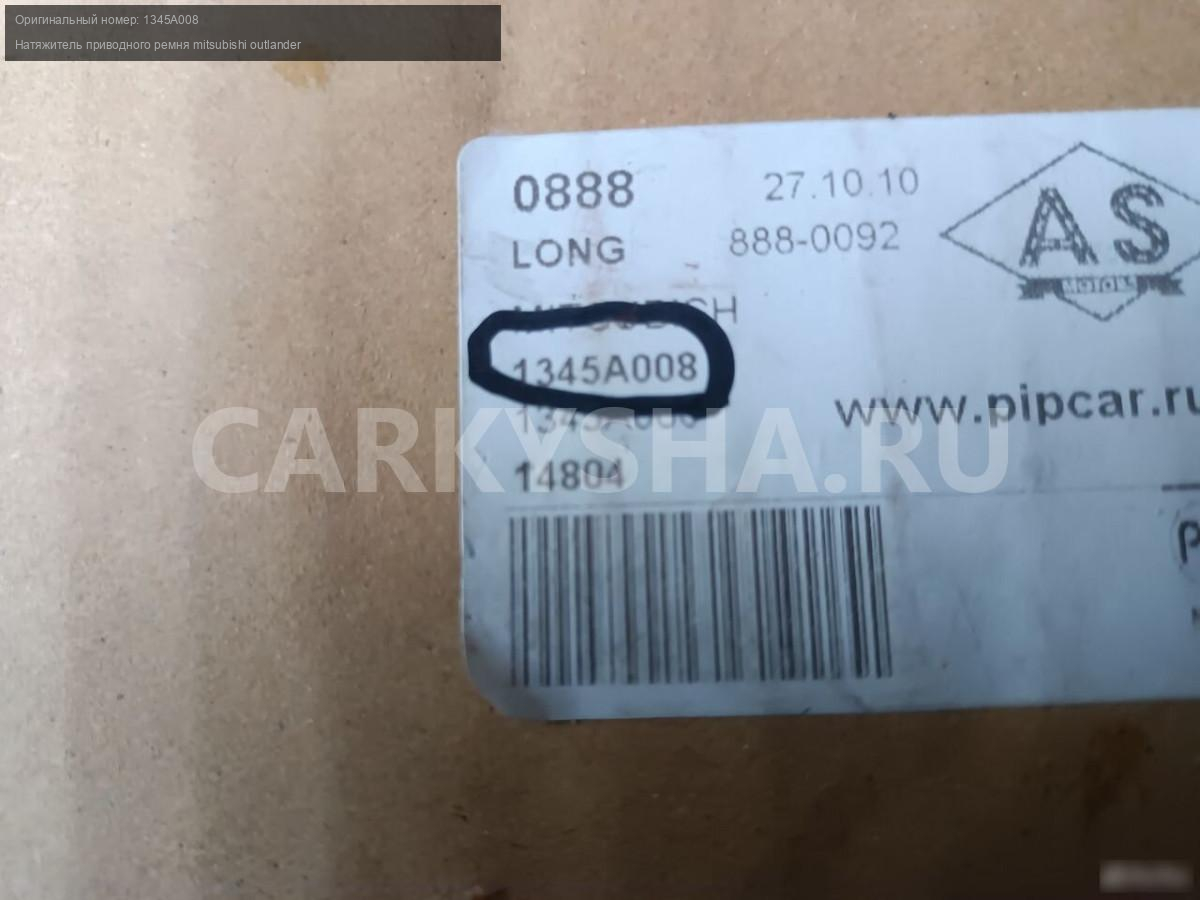 Оригинальный номер: 1345A008
Натяжитель приводного ремня mitsubishi outlander
0888
27.10.10
AS
LONG
888-0092
MOTORS
1345A008
www.pipcar.ru
CARKYSHA.RU
14804